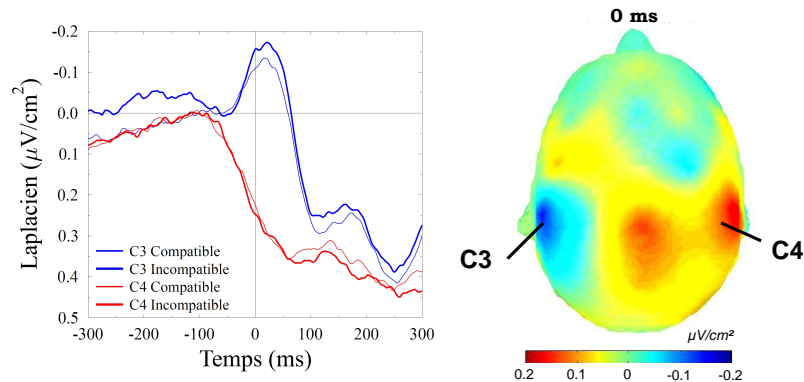 Laplacien (µV/cm²)
-0.2
-0.1
0.0
0.1
0.2
0.3
0.4
0.5
C3 Compatible
C3 Incompatible
C4 Compatible
C4 Incompatible
-300 -200 -100 0 100 200 300
Temps (ms)
0 ms
C3
C4
µV/cm²
0.2 0.1 0 -0.1 -0.2